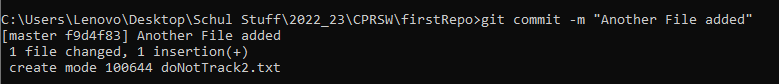 C:\Users\Lenovo\Desktop\Schul Stuff\2022_23\CPRSW\firstRepo>git commit -m "Another File added"
[master f9d4f83] Another File added
 1 file changed, 1 insertion(+)
 create mode 100644 doNotTrack2.txt